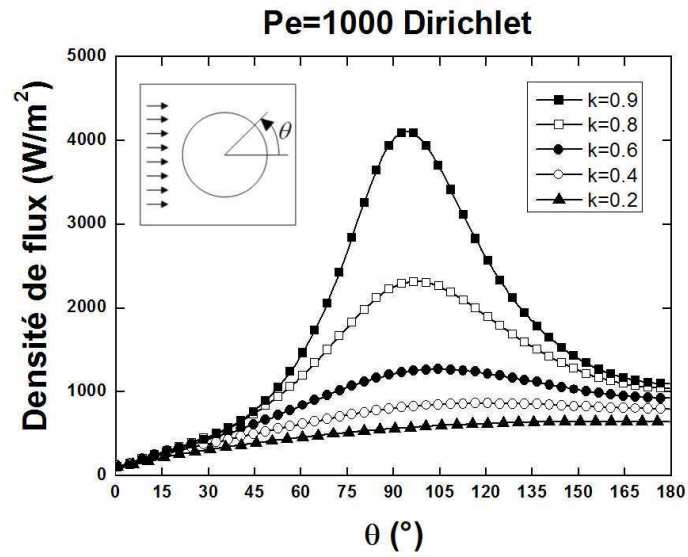 Pe=1000 Dirichlet
Densité de flux (W/m²)
5000
4000
3000
2000
1000
0
θ
k=0.9
k=0.8
k=0.6
k=0.4
k=0.2
0 15 30 45 60 75 90 105 120 135 150 165 180
θ (°)